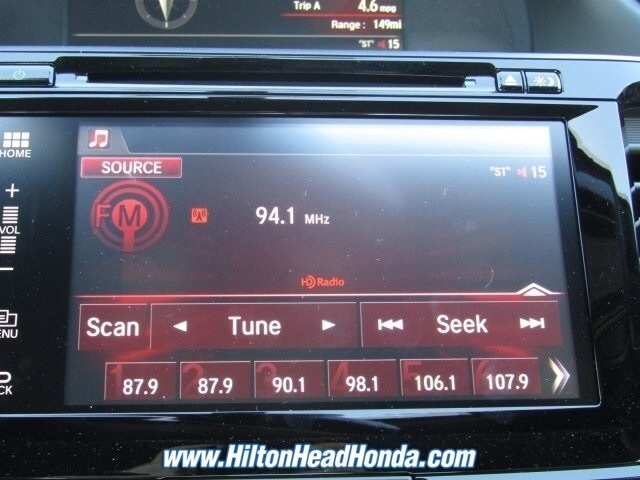 Trip A 4.6 mpg
Range : 149mi
"ST" 15
HOME
SOURCE
"ST" 15
+
VOL
−
FM
94.1 MHz
HD Radio
MENU
Scan ◄ Tune ► Seek
1 2 3 4 5 6
87.9 87.9 90.1 98.1 106.1 107.9
www.HiltonHeadHonda.com